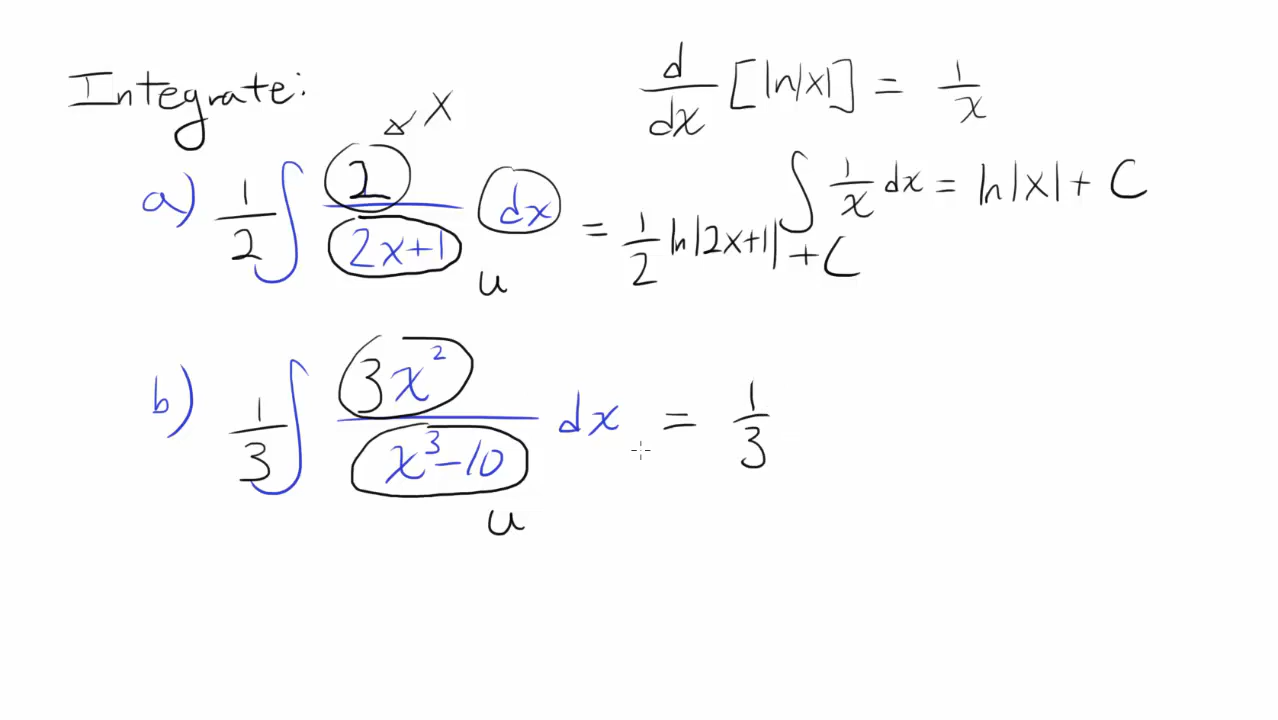 Integrate:
d/dx [ln|x|] = 1/x
x
∫ 1/x dx = ln|x| + C
a) 1/2 ∫ 2/(2x+1) dx = 1/2 ln|2x+1| + C
u
b) 1/3 ∫ 3x²/(x³-10) dx = 1/3
u